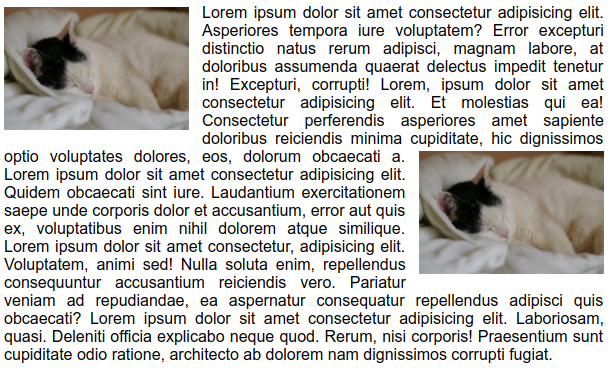 Lorem ipsum dolor sit amet consectetur adipisicing elit.
Asperiores tempora iure voluptatem? Error excepturi
distinctio natus rerum adipisci, magnam labore, at
doloribus assumenda quaerat delectus impedit tenetur
in! Excepturi, corrupti! Lorem, ipsum dolor sit amet
consectetur adipisicing elit. Et molestias qui ea!
Consectetur perferendis asperiores amet sapiente
doloribus reiciendis minima cupiditate, hic dignissimos
optio voluptates dolores, eos, dolorum obcaecati a.
Lorem ipsum dolor sit amet consectetur adipisicing elit.
Quidem obcaecati sint iure. Laudantium exercitationem
saepe unde corporis dolor et accusantium, error aut quis
ex, voluptatibus enim nihil dolorem atque similique.
Lorem ipsum dolor sit amet consectetur, adipisicing elit.
Voluptatem, animi sed! Nulla soluta enim, repellendus
consequuntur accusantium reiciendis vero. Pariatur
veniam ad repudiandae, ea aspernatur consequatur repellendus adipisci quis
obcaecati? Lorem ipsum dolor sit amet consectetur adipisicing elit. Laboriosam,
quasi. Deleniti officia explicabo neque quod. Rerum, nisi corporis! Praesentium sunt
cupiditate odio ratione, architecto ab dolorem nam dignissimos corrupti fugiat.